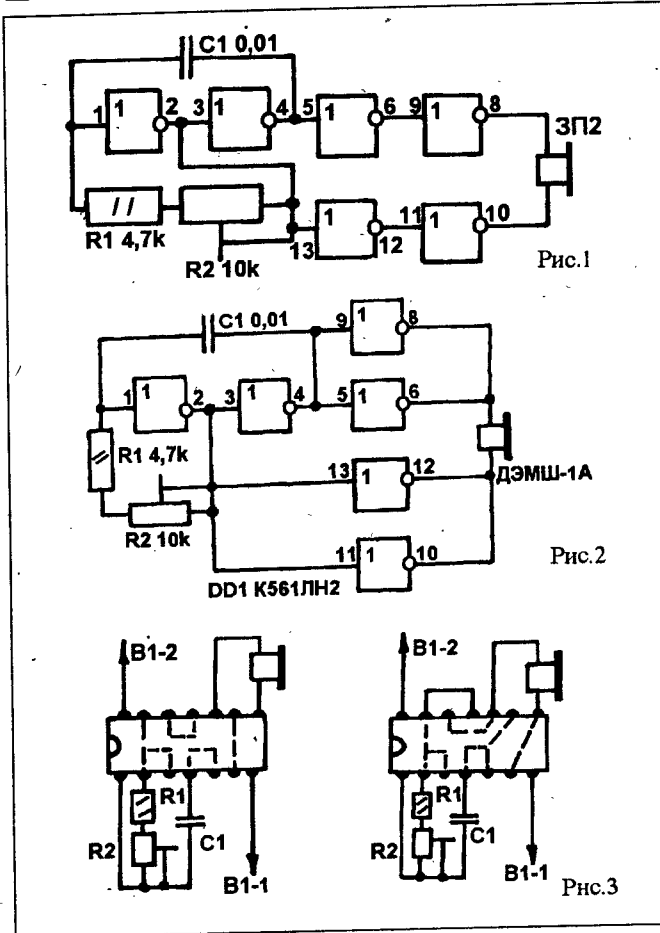 C1 0,01
1 1 2 3 1 4 5 1 6 9 1 8
ЗП2
R1 4,7k
R2 10k
13 1 12 11 1 10
Рис.1
C1 0,01
9 1 8
1 1 2 3 1 4 5 1 6
R1 4,7k
13 1 12
ДЭМШ-1А
R2 10k
11 1 10
Рис.2
DD1 К561ЛН2
B1-2
B1-2
R1
R1
R2
C1
R2
C1
B1-1
B1-1
Рис.3